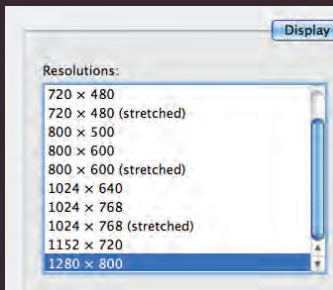 Display
Resolutions:
720 × 480
720 × 480 (stretched)
800 × 500
800 × 600
800 × 600 (stretched)
1024 × 640
1024 × 768
1024 × 768 (stretched)
1152 × 720
1280 × 800